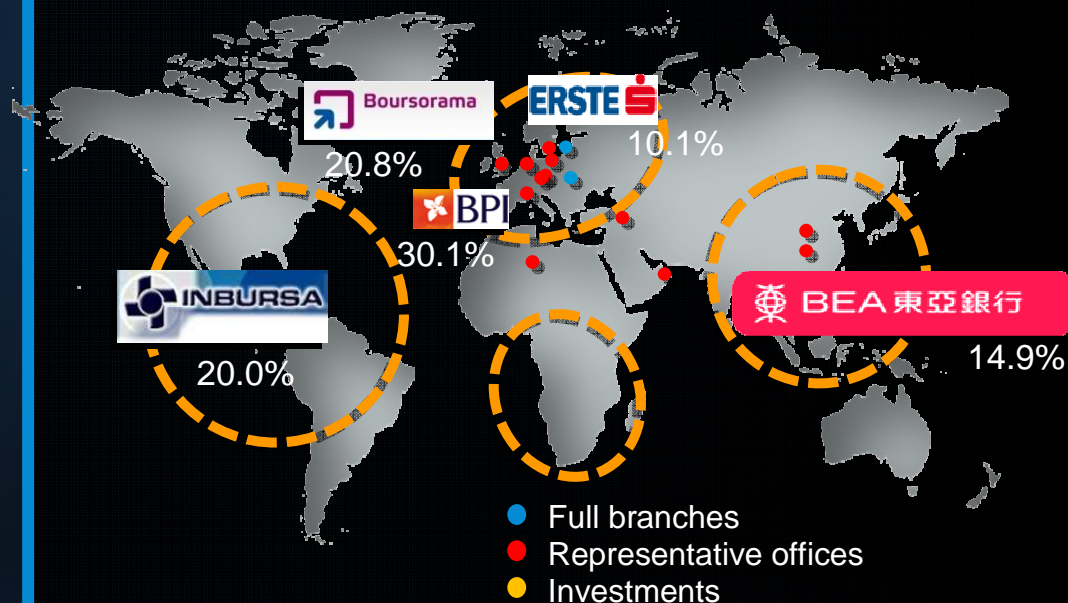 Boursorama
20.8%
ERSTE
10.1%
BPI
30.1%
INBURSA
20.0%
BEA東亞銀行
14.9%
Full branches
Representative offices
Investments